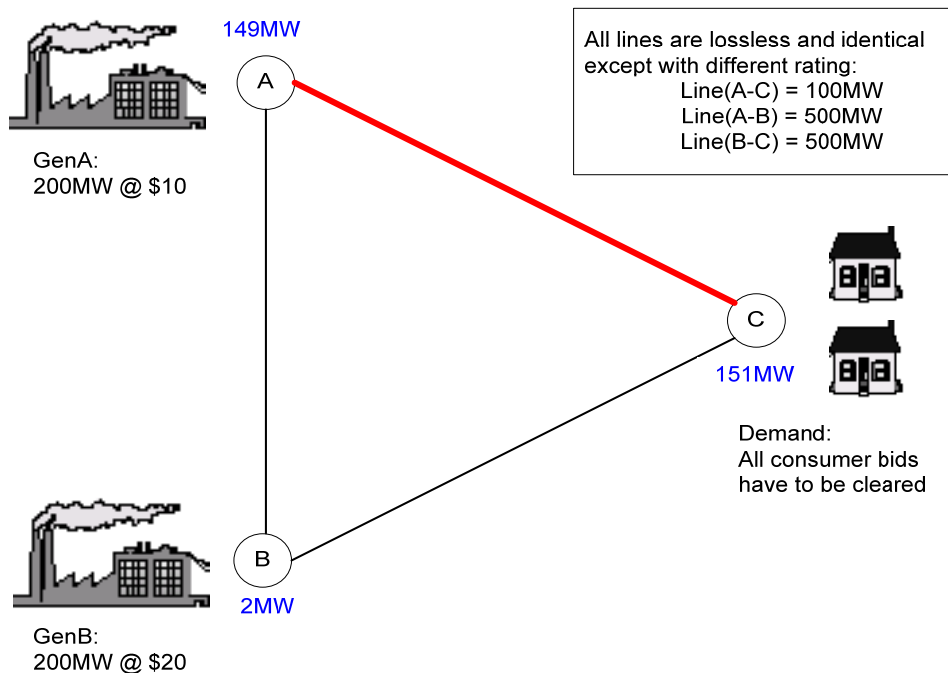 149MW
All lines are lossless and identical
except with different rating:
Line(A-C) = 100MW
Line(A-B) = 500MW
Line(B-C) = 500MW
A
GenA:
200MW @ $10
C
151MW
Demand:
All consumer bids
have to be cleared
B
2MW
GenB:
200MW @ $20